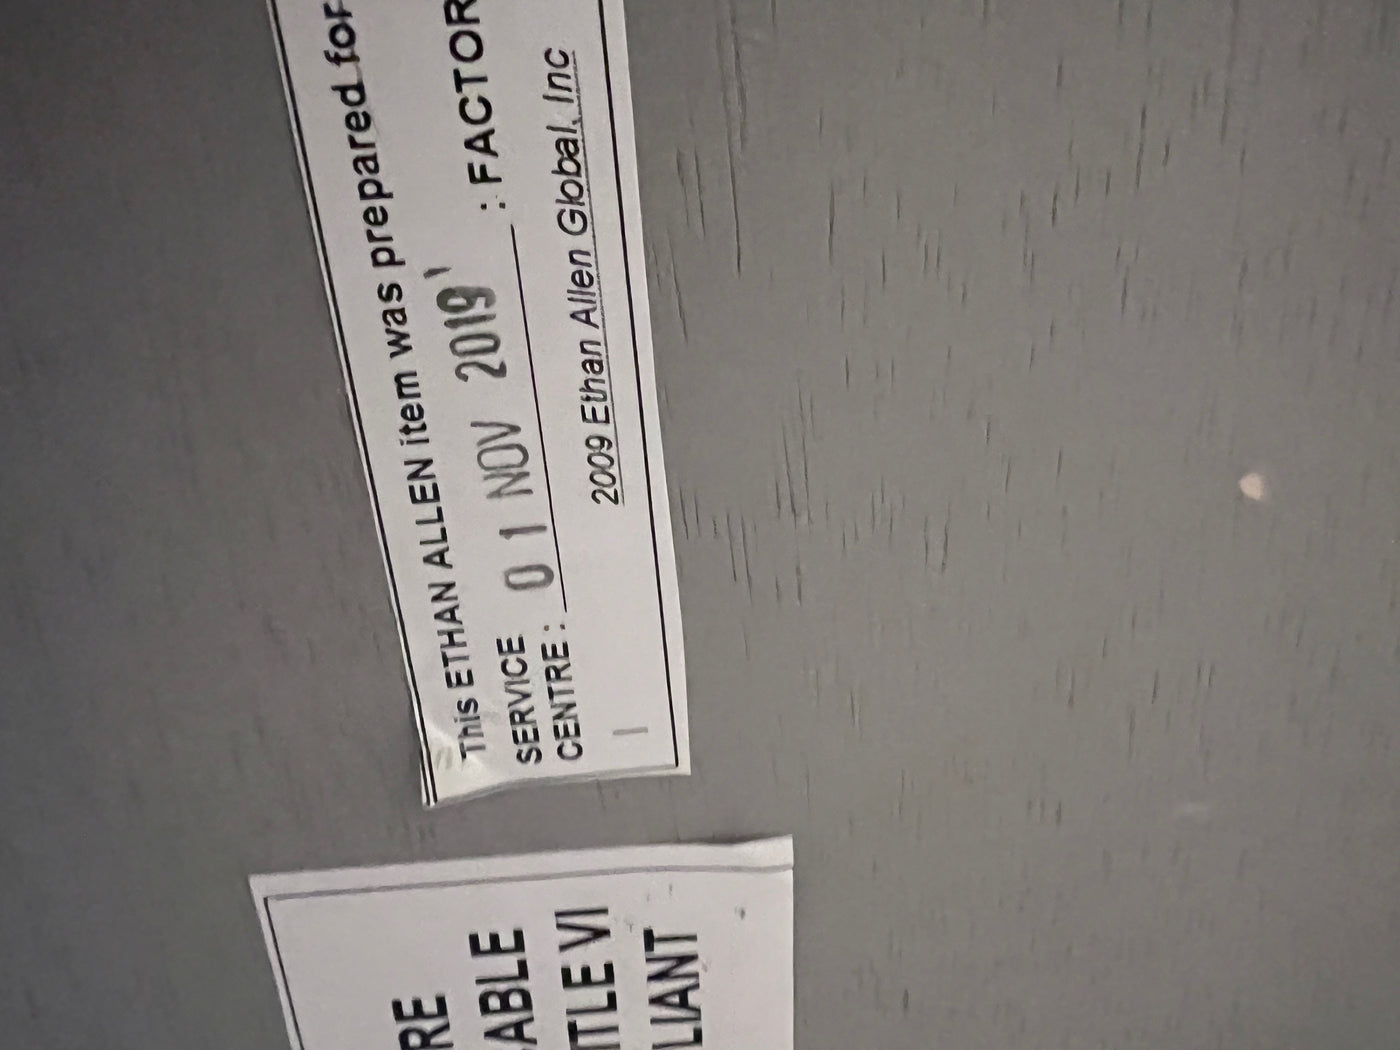 This ETHAN ALLEN item was prepared for
SERVICE
CENTRE: 01 NOV 2019 : FACTOR
2009 Ethan Allen Global, Inc
RE
ABLE
ITLE VI
LIANT